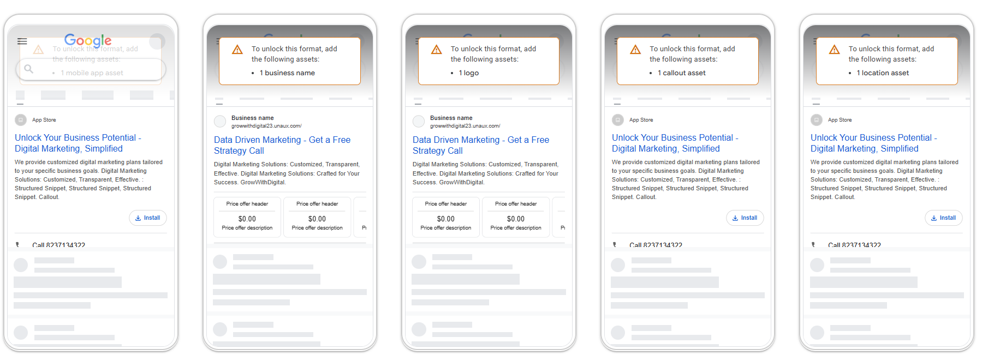 Google
To unlock this format, add
the following assets:
• 1 mobile app asset
App Store
Unlock Your Business Potential -
Digital Marketing, Simplified
We provide customized digital marketing plans tailored
to your specific business goals. Digital Marketing
Solutions: Customized, Transparent, Effective. :
Structured Snippet, Structured Snippet, Structured
Snippet. Callout.
Install
Call 8237134322
To unlock this format, add
the following assets:
• 1 business name
Business name
growwithdigital23.unaux.com/
Data Driven Marketing - Get a Free
Strategy Call
Digital Marketing Solutions: Customized, Transparent,
Effective. Digital Marketing Solutions: Crafted for Your
Success. GrowWithDigital.
Price offer header
$0.00
Price offer description
Price offer header
$0.00
Price offer description
To unlock this format, add
the following assets:
• 1 logo
Business name
growwithdigital23.unaux.com/
Data Driven Marketing - Get a Free
Strategy Call
Digital Marketing Solutions: Customized, Transparent,
Effective. Digital Marketing Solutions: Crafted for Your
Success. GrowWithDigital.
Price offer header
$0.00
Price offer description
Price offer header
$0.00
Price offer description
To unlock this format, add
the following assets:
• 1 callout asset
App Store
Unlock Your Business Potential -
Digital Marketing, Simplified
We provide customized digital marketing plans tailored
to your specific business goals. Digital Marketing
Solutions: Customized, Transparent, Effective. :
Structured Snippet, Structured Snippet, Structured
Snippet. Callout.
Install
Call 8237134322
To unlock this format, add
the following assets:
• 1 location asset
App Store
Unlock Your Business Potential -
Digital Marketing, Simplified
We provide customized digital marketing plans tailored
to your specific business goals. Digital Marketing
Solutions: Customized, Transparent, Effective. :
Structured Snippet, Structured Snippet, Structured
Snippet. Callout.
Install
Call 8237134322